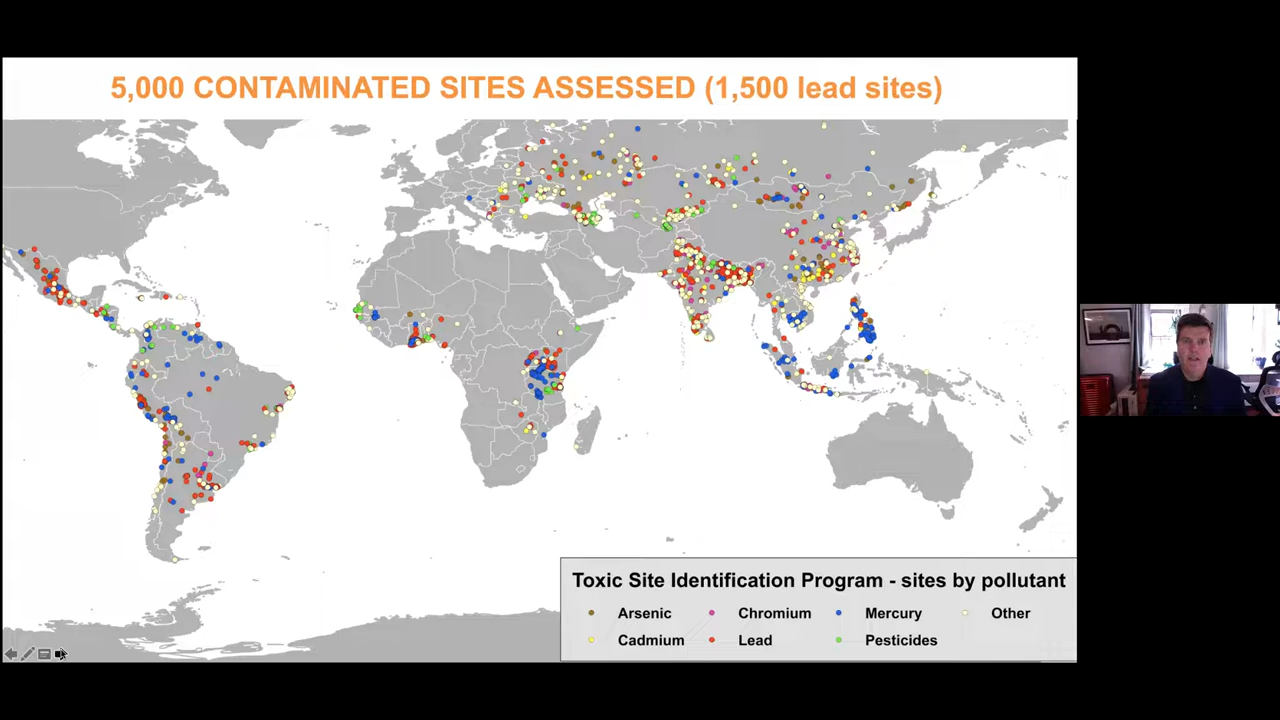 5,000 CONTAMINATED SITES ASSESSED (1,500 lead sites)
Toxic Site Identification Program - sites by pollutant
Arsenic Chromium Mercury Other
Cadmium Lead Pesticides